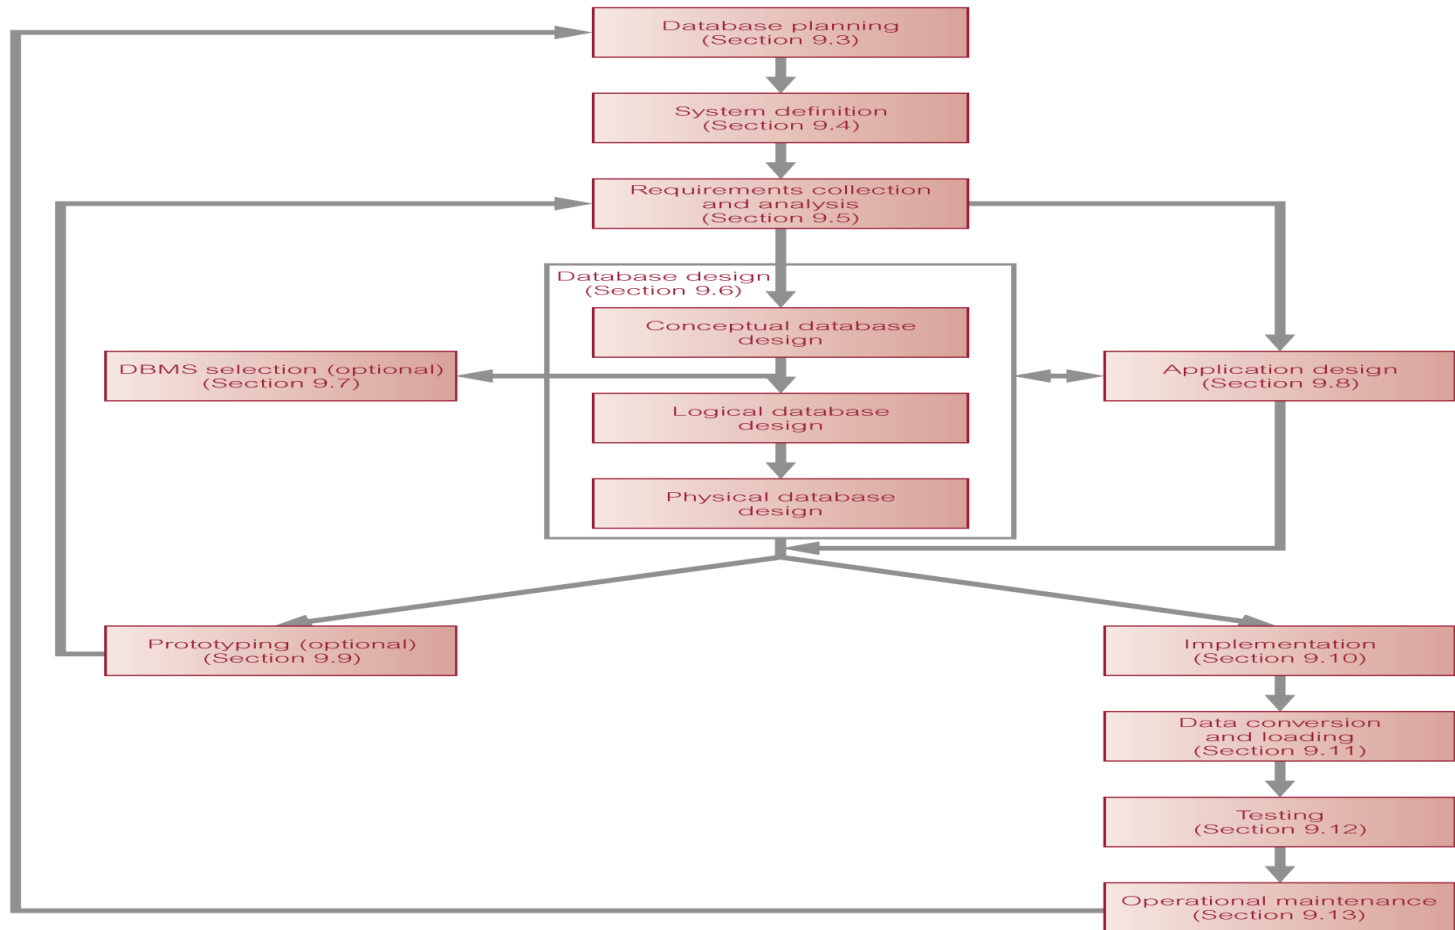 Database planning
(Section 9.3)
System definition
(Section 9.4)
Requirements collection
and analysis
(Section 9.5)
Database design
(Section 9.6)
Conceptual database
design
DBMS selection (optional)
(Section 9.7)
Application design
(Section 9.8)
Logical database
design
Physical database
design
Prototyping (optional)
(Section 9.9)
Implementation
(Section 9.10)
Data conversion
and loading
(Section 9.11)
Testing
(Section 9.12)
Operational maintenance
(Section 9.13)